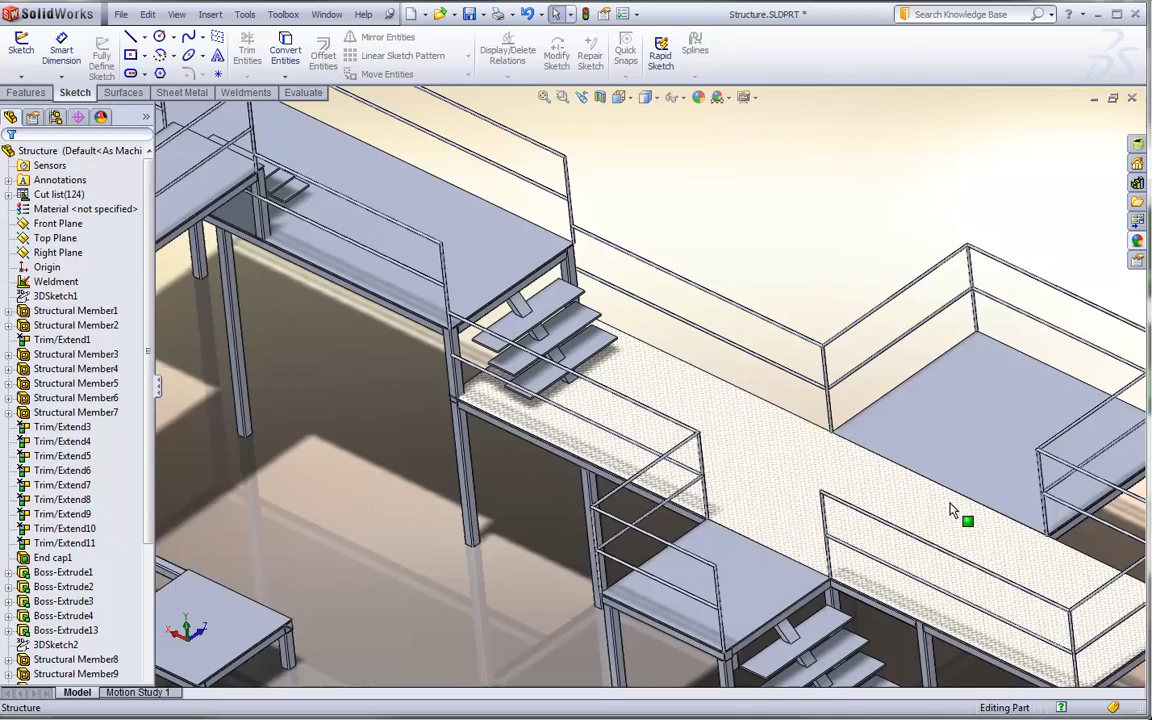 SolidWorks File Edit View Insert Tools Toolbox Window Help Structure.SLDPRT * Search Knowledge Base ?
Sketch Smart Dimension Fully Define Sketch Trim Entities Convert Entities Offset Entities Mirror Entities Linear Sketch Pattern Move Entities Display/Delete Relations Modify Sketch Repair Sketch Quick Snaps Rapid Sketch Splines
Features Sketch Surfaces Sheet Metal Weldments Evaluate
Structure (Default<As Machi
Sensors
Annotations
Cut list(124)
Material <not specified>
Front Plane
Top Plane
Right Plane
Origin
Weldment
3DSketch1
Structural Member1
Structural Member2
Trim/Extend1
Structural Member3
Structural Member4
Structural Member5
Structural Member6
Structural Member7
Trim/Extend3
Trim/Extend4
Trim/Extend5
Trim/Extend6
Trim/Extend7
Trim/Extend8
Trim/Extend9
Trim/Extend10
Trim/Extend11
End cap1
Boss-Extrude1
Boss-Extrude2
Boss-Extrude3
Boss-Extrude4
Boss-Extrude13
3DSketch2
Structural Member8
Structural Member9
Y
X Z
Model Motion Study 1
Structure Editing Part ?